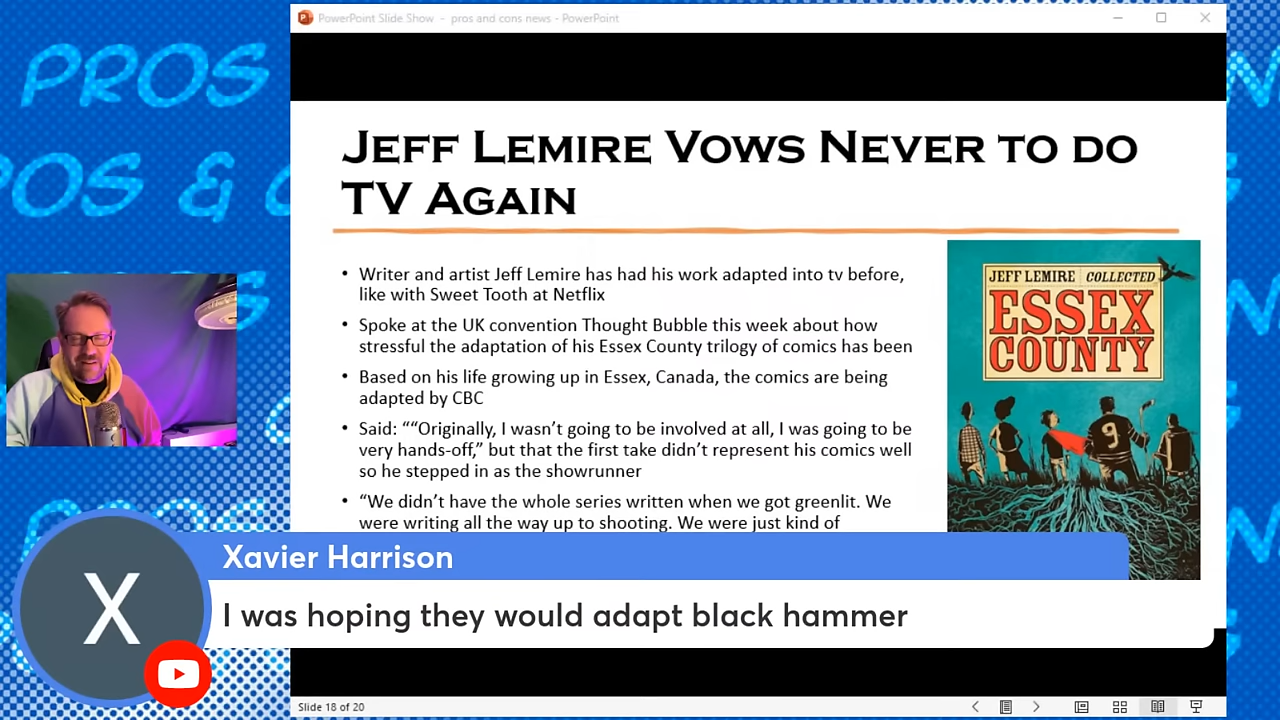 PowerPoint Slide Show - pros and cons news - PowerPoint
PROS
POS &
JEFF LEMIRE VOWS NEVER TO DO
TV AGAIN
• Writer and artist Jeff Lemire has had his work adapted into tv before,
like with Sweet Tooth at Netflix
• Spoke at the UK convention Thought Bubble this week about how
stressful the adaptation of his Essex County trilogy of comics has been
• Based on his life growing up in Essex, Canada, the comics are being
adapted by CBC
• Said: ““Originally, I wasn’t going to be involved at all, I was going to be
very hands-off,” but that the first take didn’t represent his comics well
so he stepped in as the showrunner
• “We didn’t have the whole series written when we got greenlit. We
were writing all the way up to shooting. We were just kind of
JEFF LEMIRE COLLECTED
ESSEX
COUNTY
9
X
Xavier Harrison
I was hoping they would adapt black hammer
Slide 18 of 20